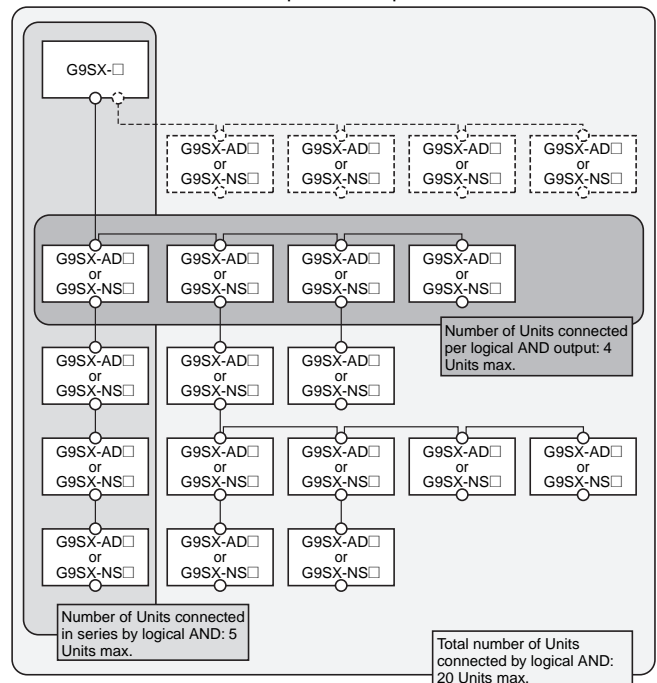 G9SX-□
G9SX-AD□
or
G9SX-NS□
G9SX-AD□
or
G9SX-NS□
G9SX-AD□
or
G9SX-NS□
G9SX-AD□
or
G9SX-NS□
G9SX-AD□
or
G9SX-NS□
G9SX-AD□
or
G9SX-NS□
G9SX-AD□
or
G9SX-NS□
G9SX-AD□
or
G9SX-NS□
Number of Units connected
per logical AND output: 4
Units max.
G9SX-AD□
or
G9SX-NS□
G9SX-AD□
or
G9SX-NS□
G9SX-AD□
or
G9SX-NS□
G9SX-AD□
or
G9SX-NS□
G9SX-AD□
or
G9SX-NS□
G9SX-AD□
or
G9SX-NS□
G9SX-AD□
or
G9SX-NS□
G9SX-AD□
or
G9SX-NS□
G9SX-AD□
or
G9SX-NS□
G9SX-AD□
or
G9SX-NS□
G9SX-AD□
or
G9SX-NS□
Number of Units connected
in series by logical AND: 5
Units max.
Total number of Units
connected by logical AND:
20 Units max.